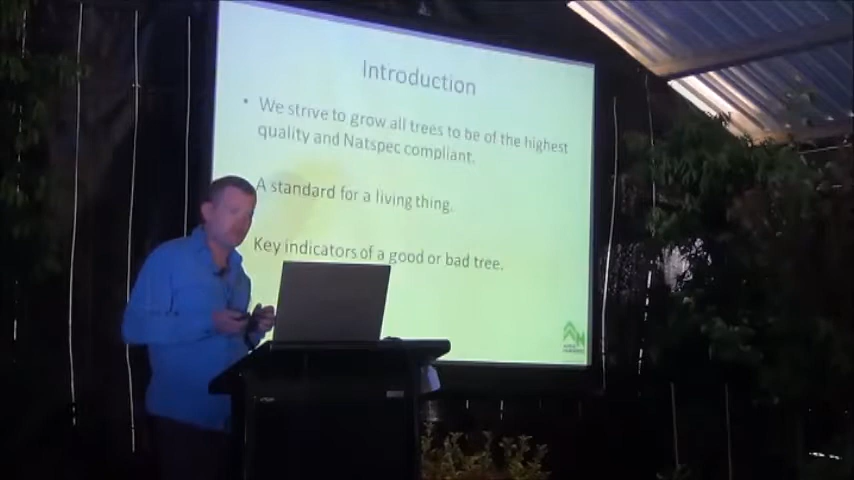 Introduction
• We strive to grow all trees to be of the highest
quality and Natspec compliant.
A standard for a living thing.
Key indicators of a good or bad tree.